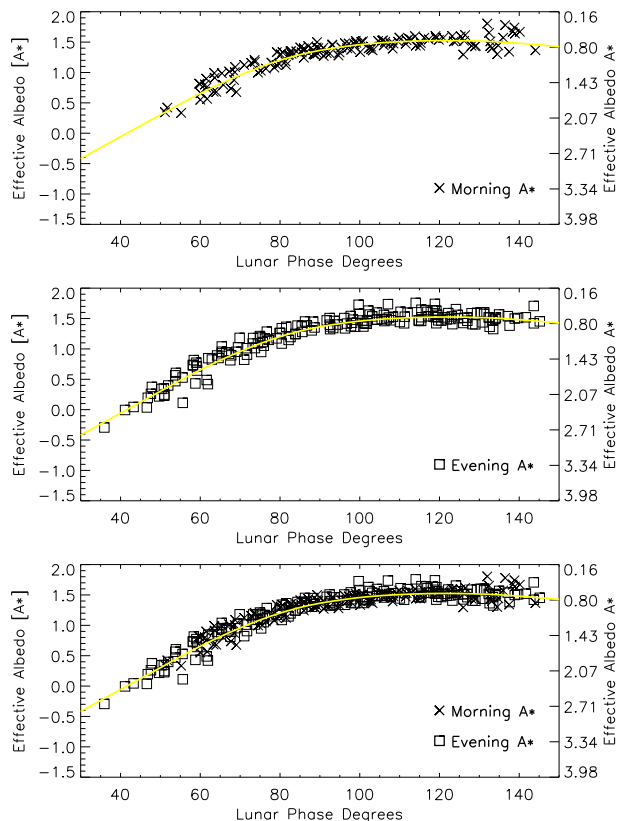 Effective Albedo [A*]
2.0
1.5
1.0
0.5
0.0
−0.5
−1.0
−1.5
0.16
0.80
1.43
2.07
2.71
3.34
3.98
Effective Albedo A*
Morning A*
40 60 80 100 120 140
Lunar Phase Degrees
Effective Albedo [A*]
2.0
1.5
1.0
0.5
0.0
−0.5
−1.0
−1.5
0.16
0.80
1.43
2.07
2.71
3.34
3.98
Effective Albedo A*
Evening A*
40 60 80 100 120 140
Lunar Phase Degrees
Effective Albedo [A*]
2.0
1.5
1.0
0.5
0.0
−0.5
−1.0
−1.5
0.16
0.80
1.43
2.07
2.71
3.34
3.98
Effective Albedo A*
Morning A*
Evening A*
40 60 80 100 120 140
Lunar Phase Degrees